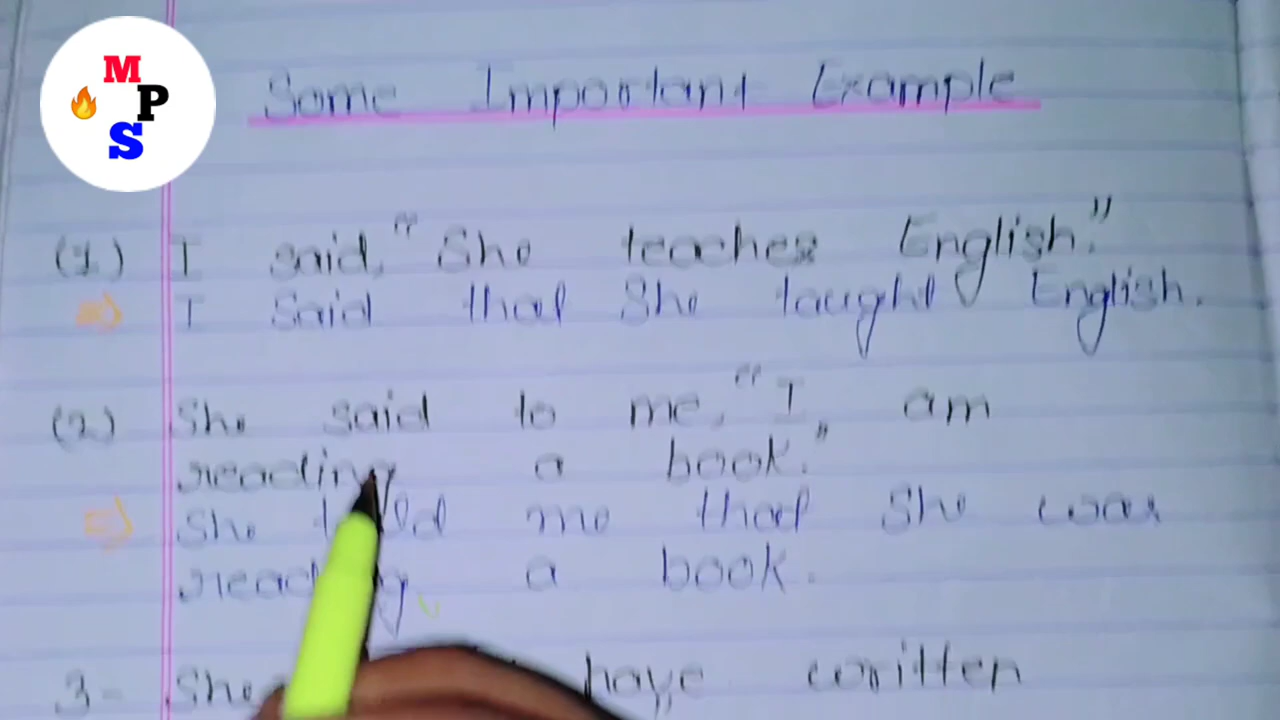 M
P
S
Some Important Example
(1) I said, "She teaches English."
I Said that She taught English.
(2) She said to me, "I, am
reading a book."
She told me that she was
reading a book.
3- She have written